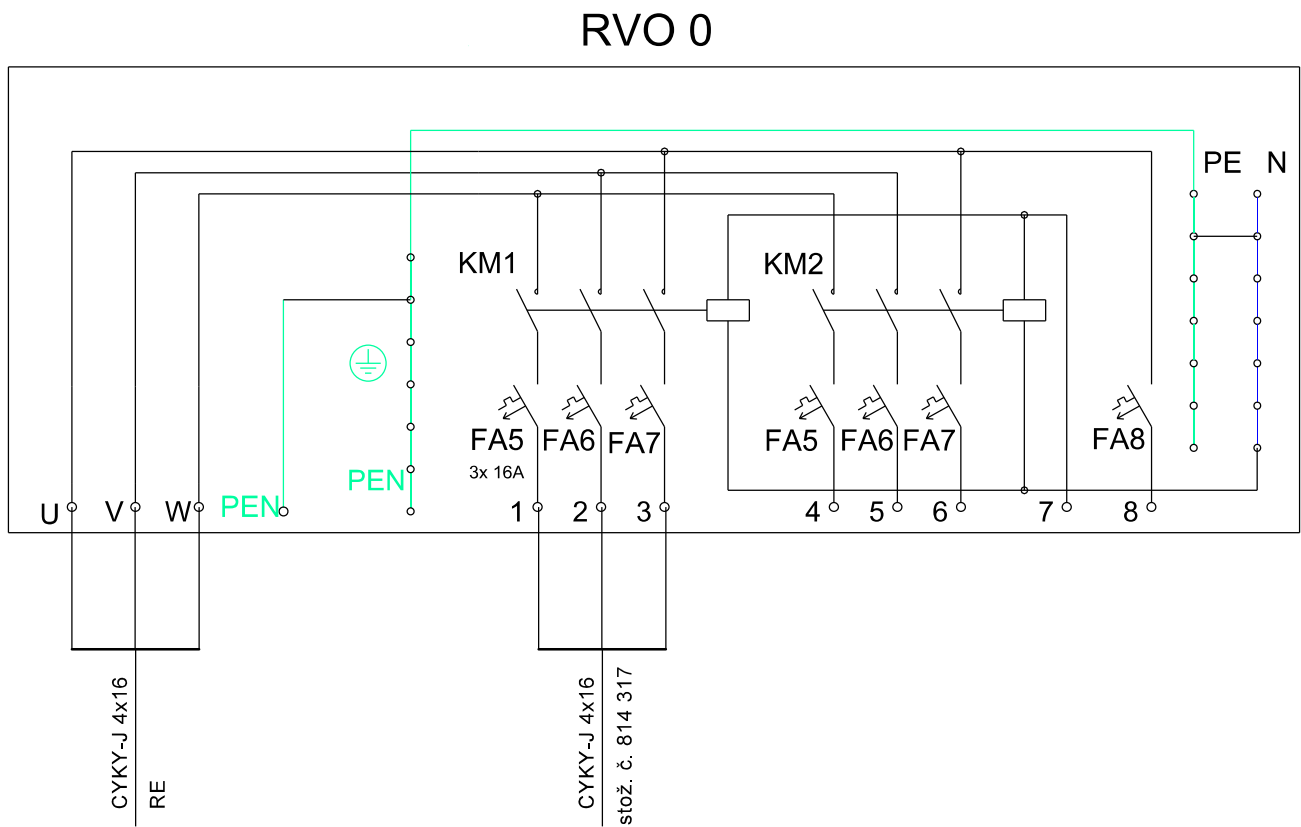 RVO 0
PE N
KM1
KM2
FA5 FA6 FA7
3x 16A
FA5 FA6 FA7
FA8
PEN
PEN
U V W
1 2 3
4 5 6 7 8
CYKY-J 4x16
RE
CYKY-J 4x16
stož. č. 814 317